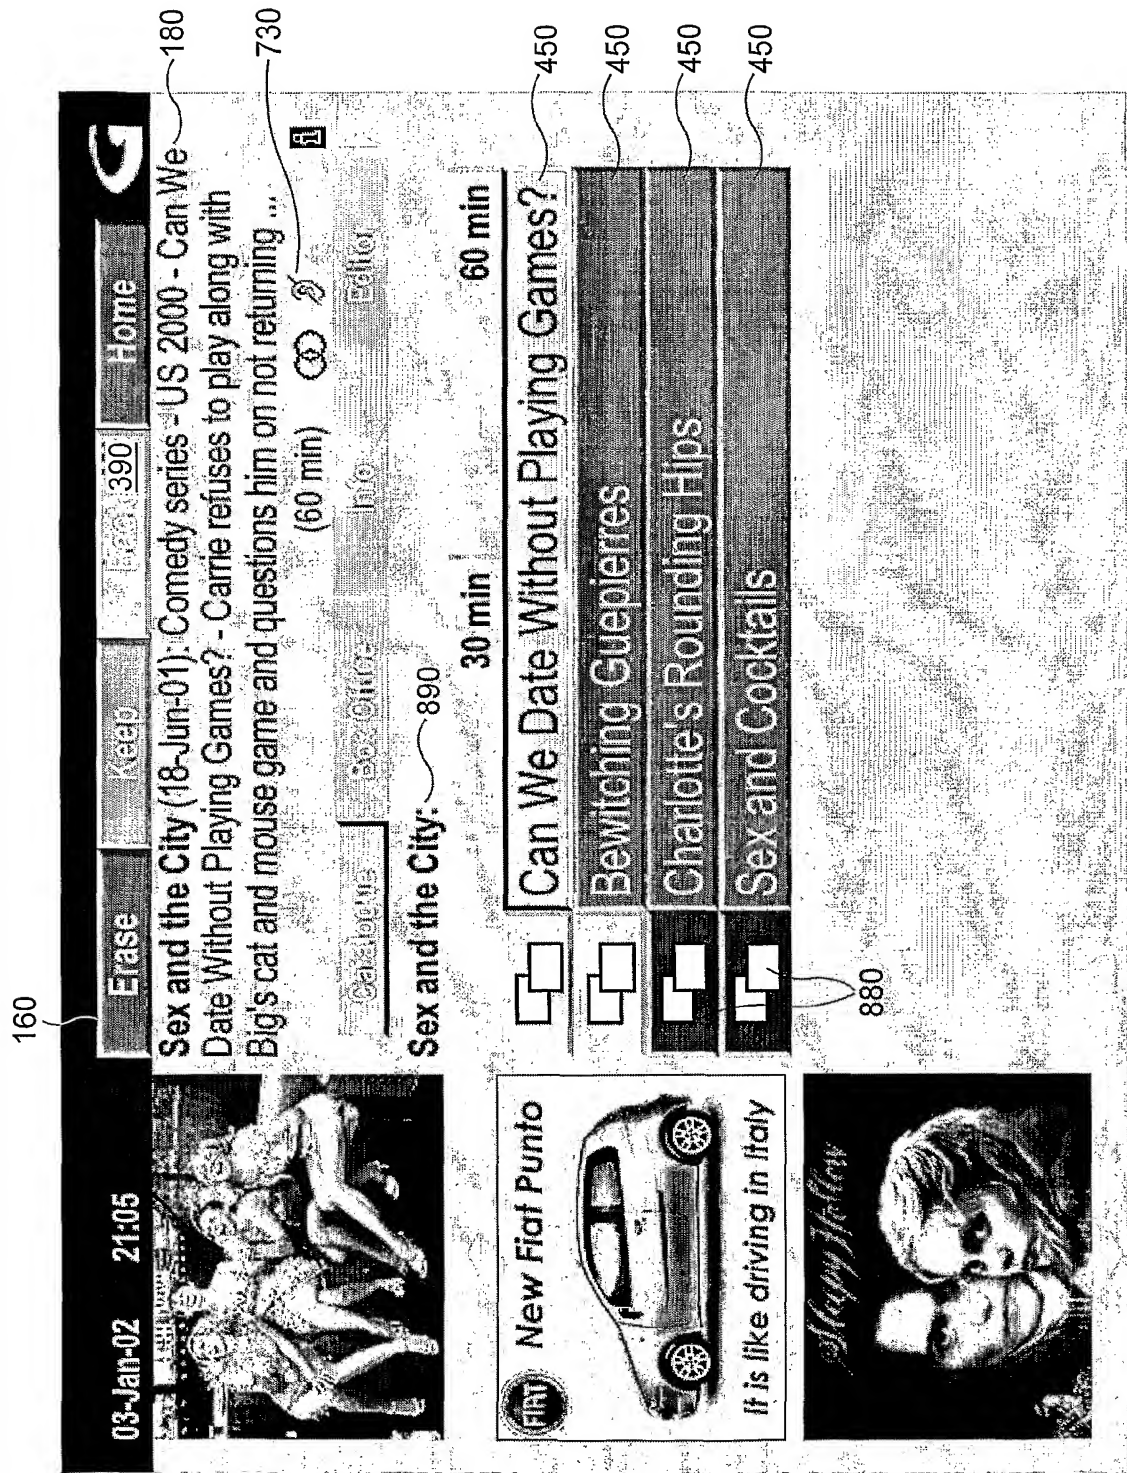 160
03-Jan-02 21:05
Erase Keep Back 390 Home
Sex and the City (18-Jun-01): Comedy series - US 2000 - Can We
180
Date Without Playing Games? - Carrie refuses to play along with
Big's cat and mouse game and questions him on not returning ...
(60 min)
730
i
Catalogue Box Office Info Editor
Sex and the City:
890
30 min 60 min
Can We Date Without Playing Games?
450
Bewitching Guepierres
450
Charlotte's Rounding Hips
450
Sex and Cocktails
450
880
FIAT New Fiat Punto
It is like driving in Italy